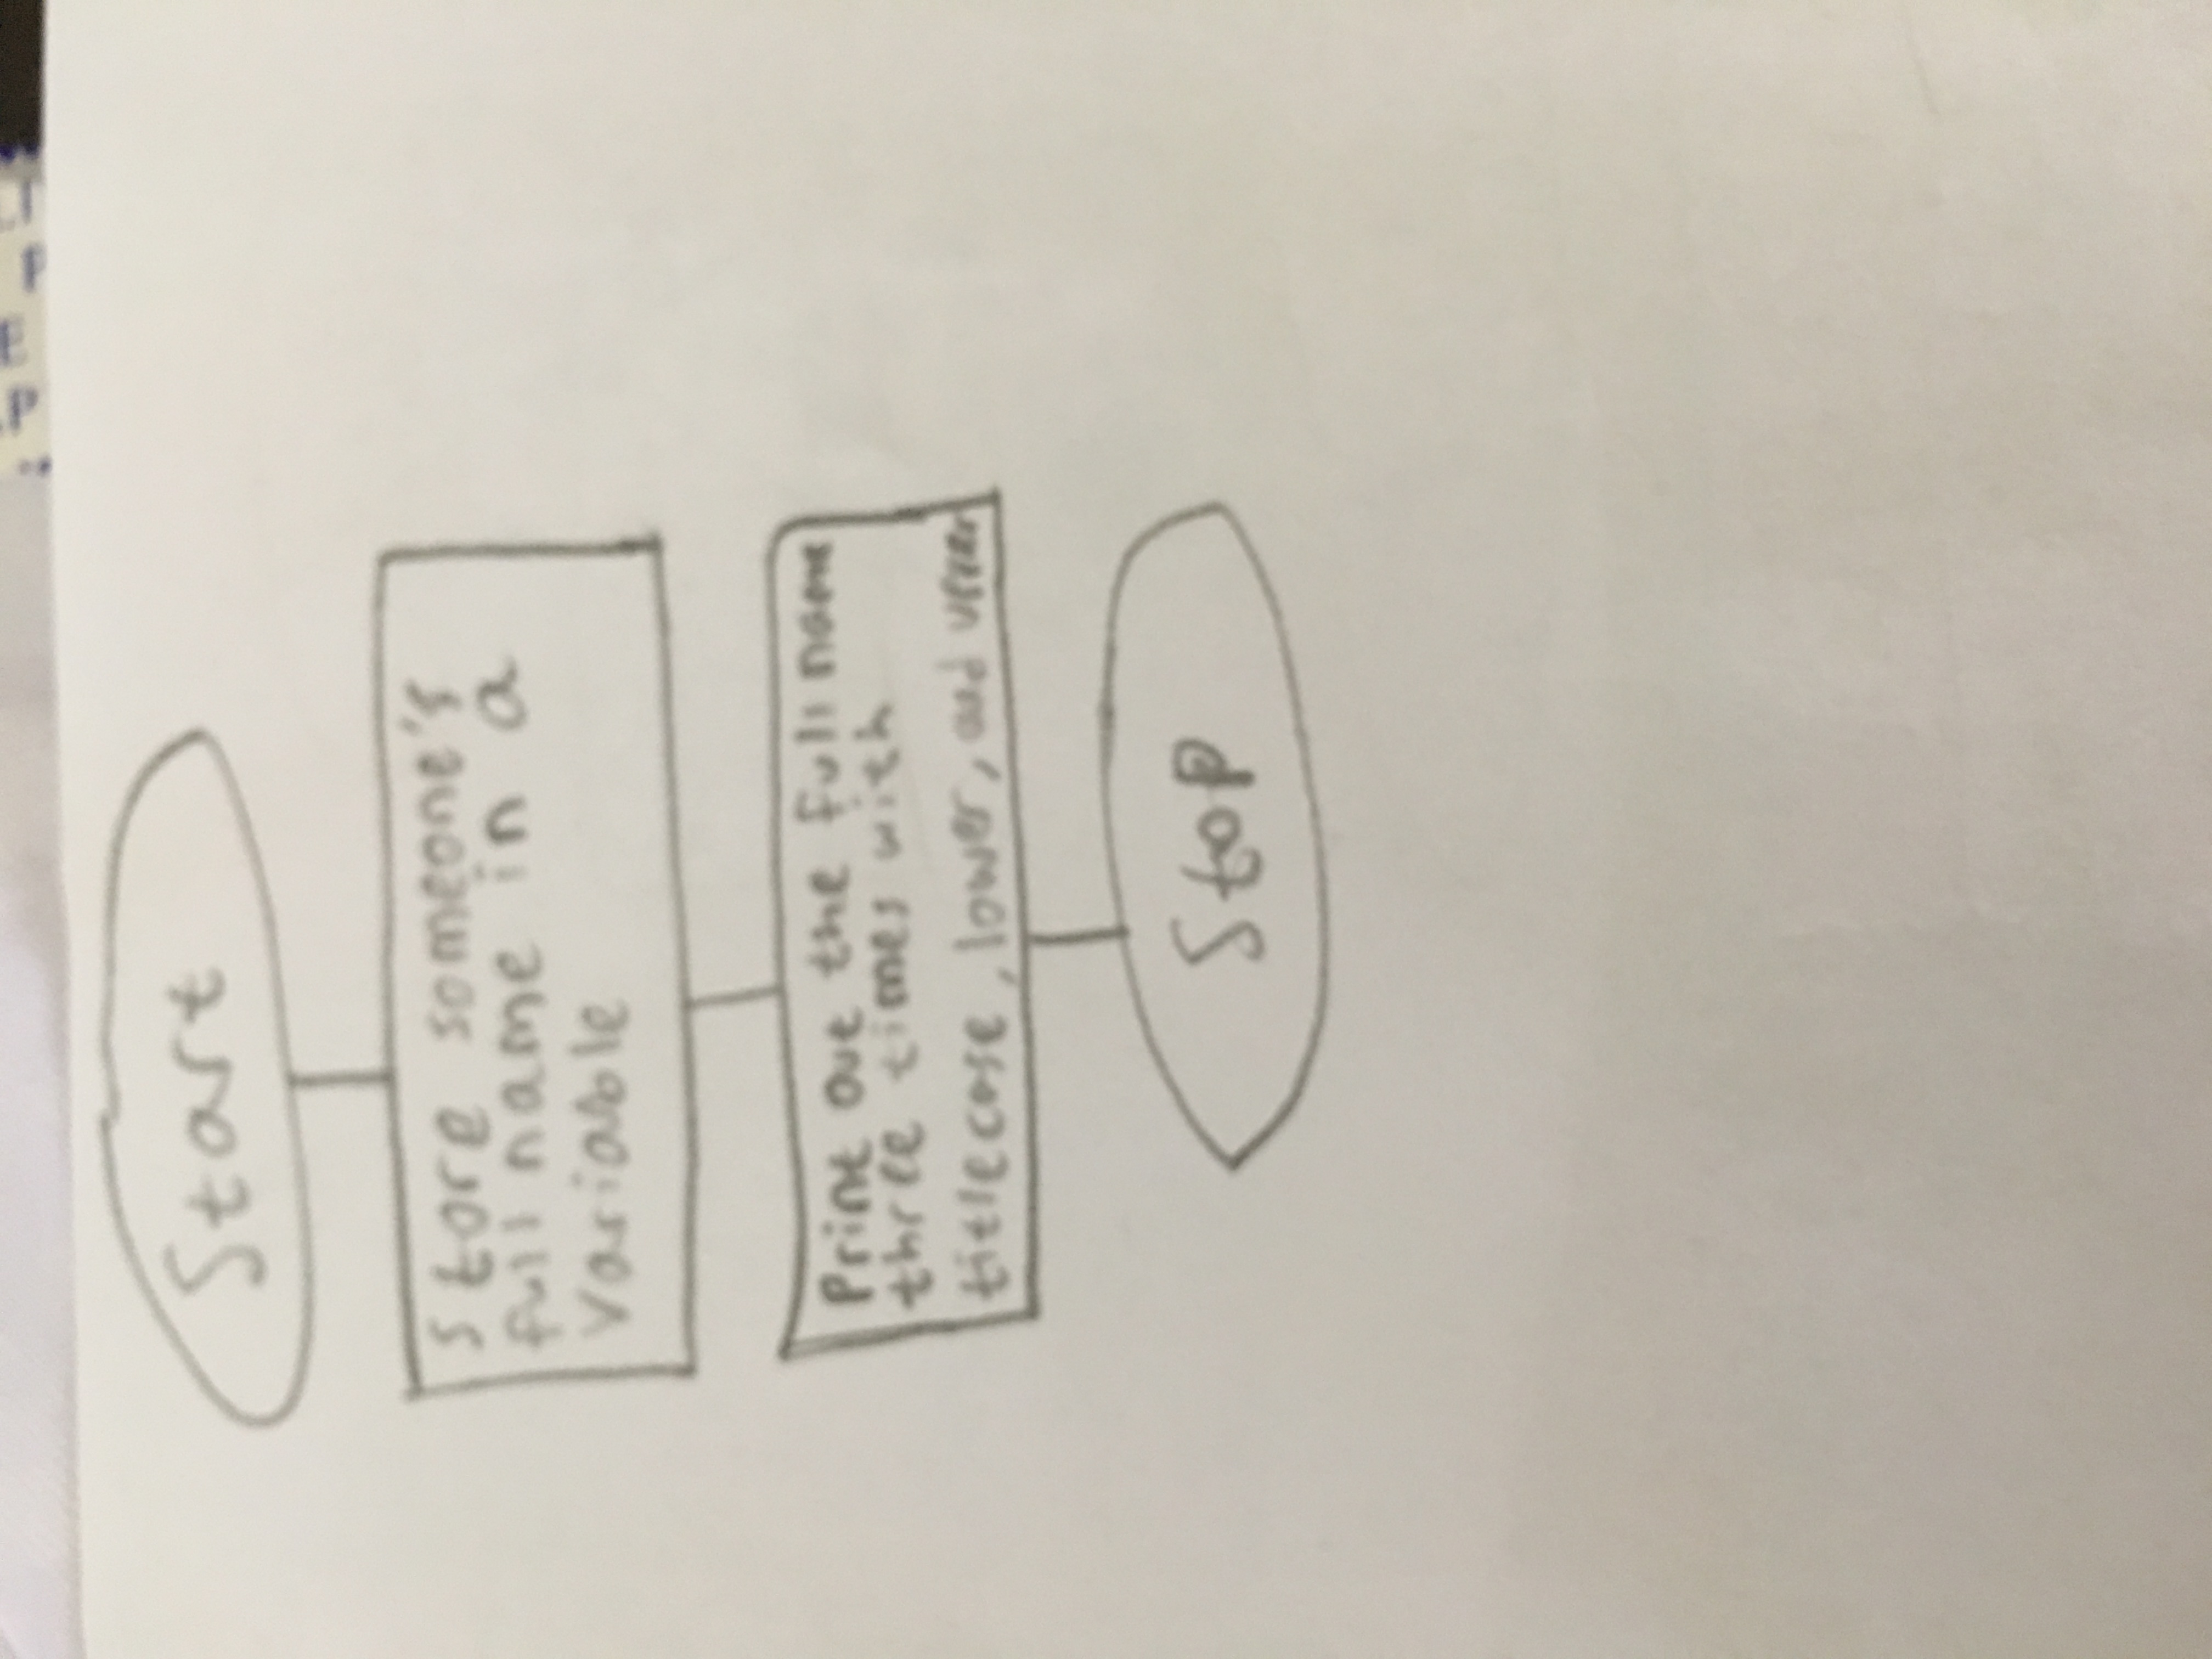 Start
Store someone's
full name in a
variable
Print out the full name
three times with
titlecase, lower, and upper
Stop